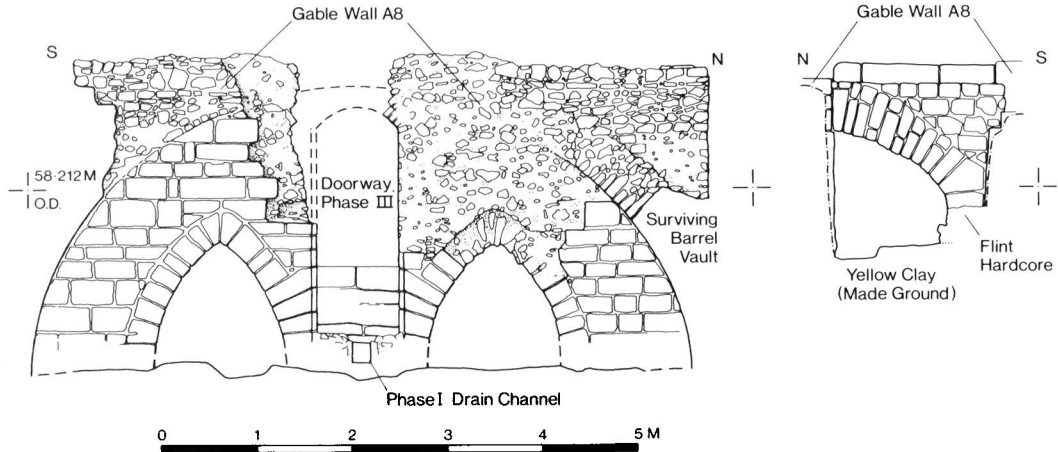 Gable Wall A8
S
N
58·212 M
O.D.
Doorway
Phase III
Surviving
Barrel
Vault
Phase I Drain Channel
0 1 2 3 4 5 M
Gable Wall A8
N
S
Flint
Hardcore
Yellow Clay
(Made Ground)